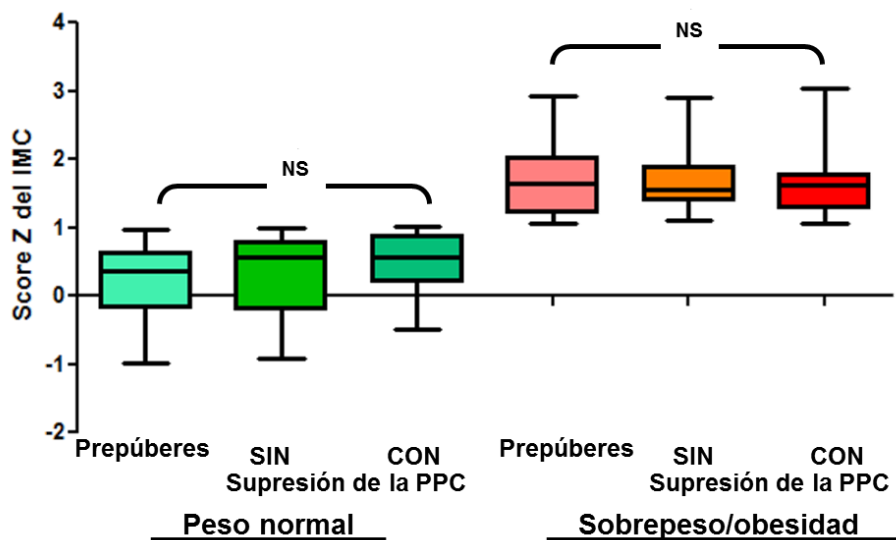 Score Z del IMC
4
3
2
1
0
-1
-2
NS
NS
Prepúberes
SIN
CON
Supresión de la PPC
Peso normal
Prepúberes
SIN
CON
Supresión de la PPC
Sobrepeso/obesidad